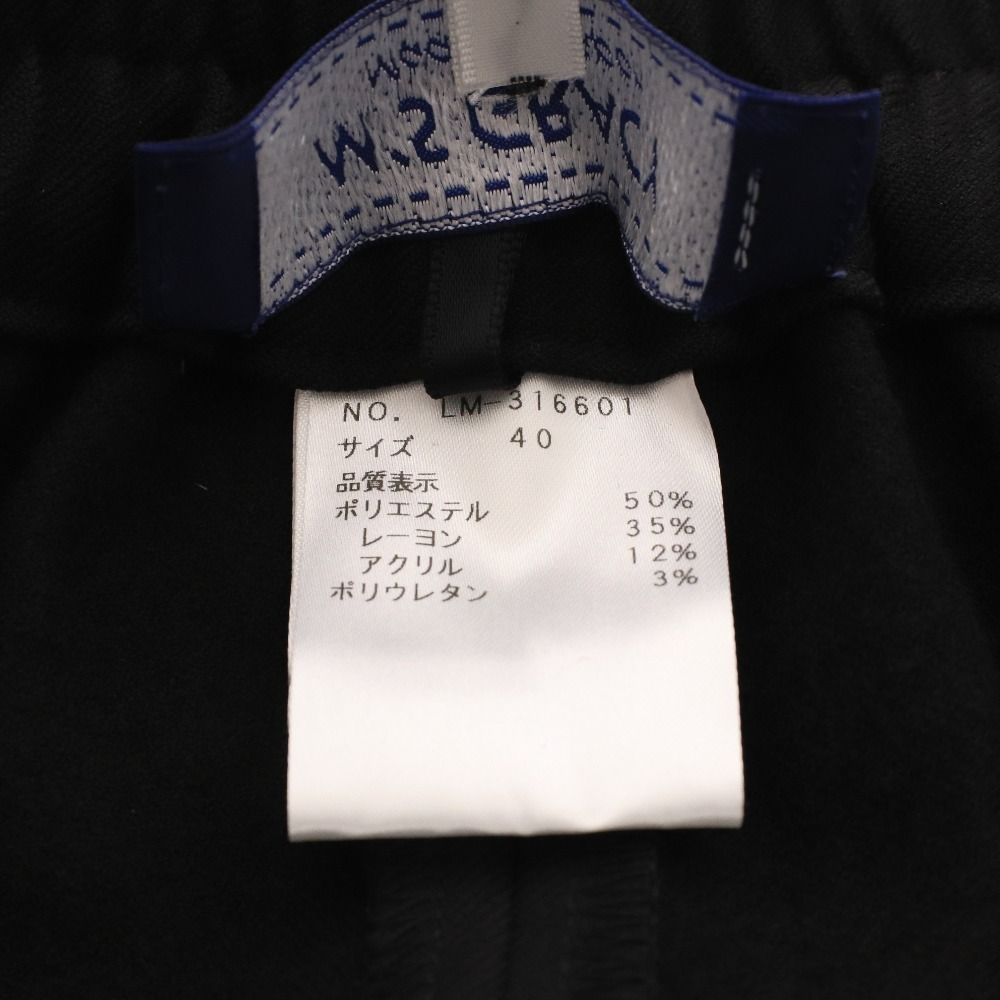 M'S GRACY
NO. LM-316601
サイズ 40
品質表示
ポリエステル 50%
レーヨン 35%
アクリル 12%
ポリウレタン 3%